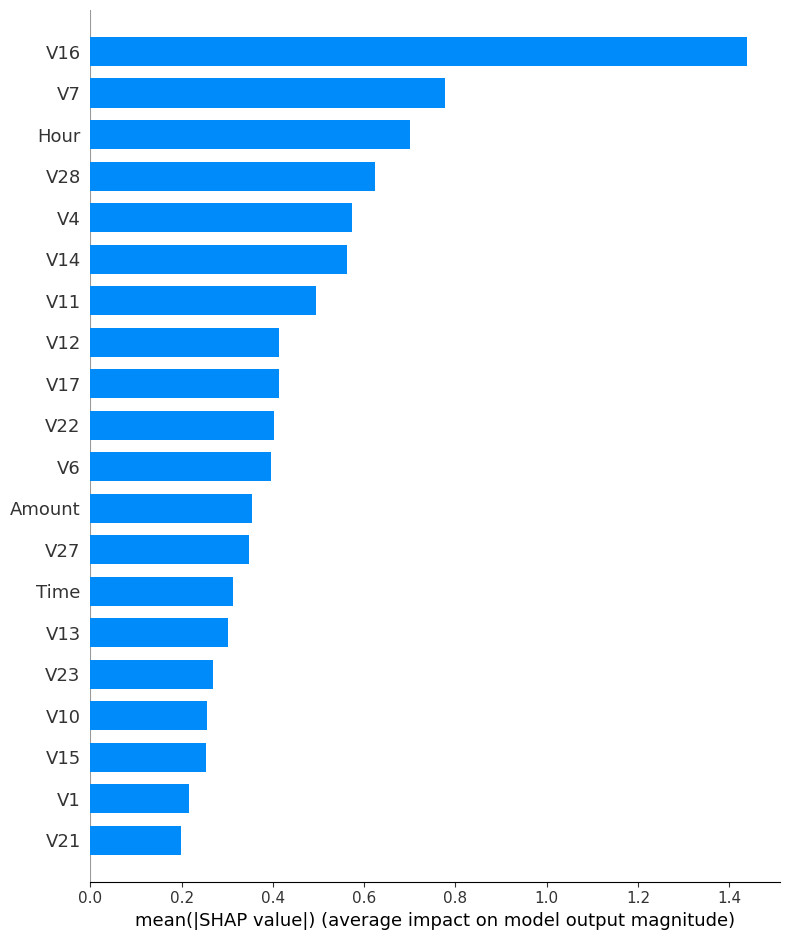 V16
V7
Hour
V28
V4
V14
V11
V12
V17
V22
V6
Amount
V27
Time
V13
V23
V10
V15
V1
V21
0.0 0.2 0.4 0.6 0.8 1.0 1.2 1.4
mean(|SHAP value|) (average impact on model output magnitude)